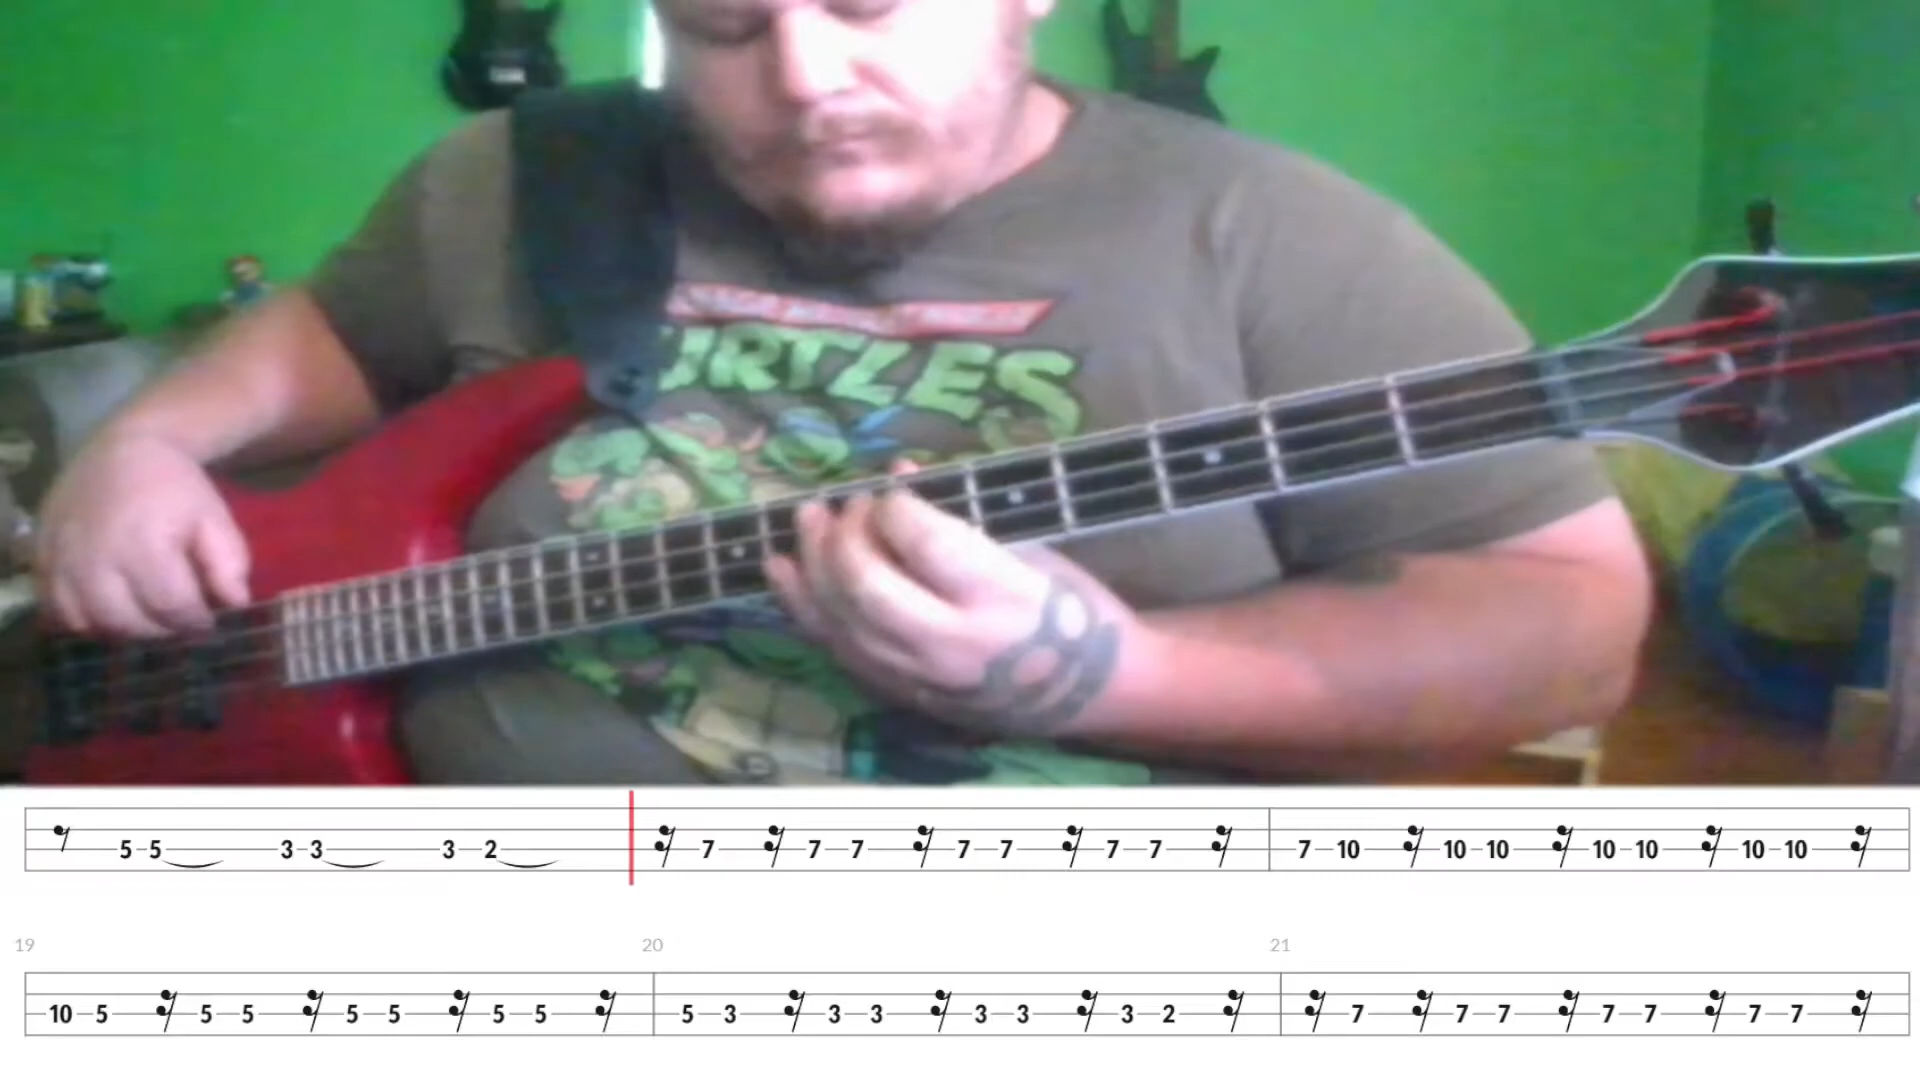 URTLES
5 5 3 3 3 2 7 7 7 7 7 7 7 7 10 10 10 10 10 10 10
19 20 21
10 5 5 5 5 5 5 5 5 3 3 3 3 3 3 2 7 7 7 7 7 7 7